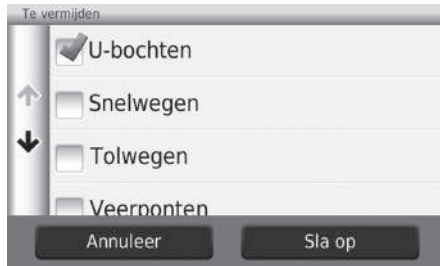 Te vermijden
U-bochten
Snelwegen
Tolwegen
Veerponten
Annuleer
Sla op